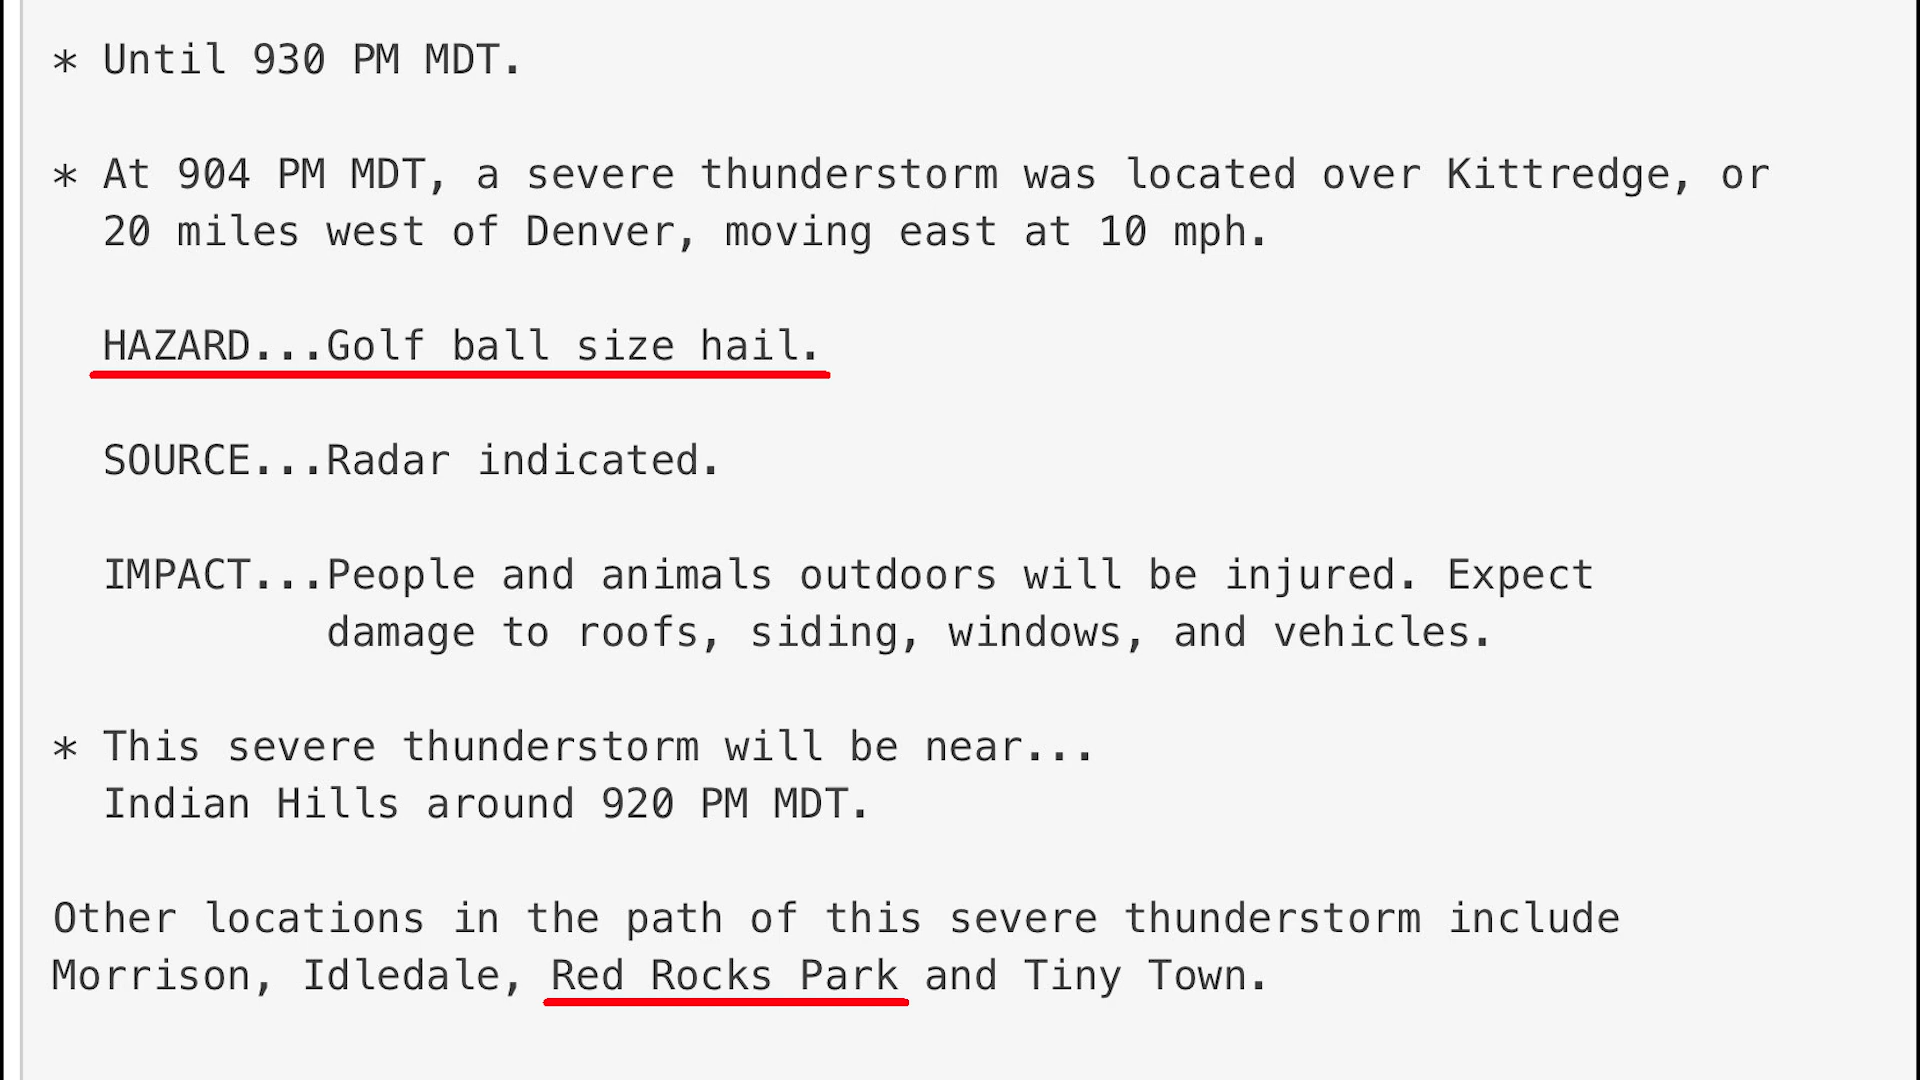 * Until 930 PM MDT.
* At 904 PM MDT, a severe thunderstorm was located over Kittredge, or
20 miles west of Denver, moving east at 10 mph.
HAZARD...Golf ball size hail.
SOURCE...Radar indicated.
IMPACT...People and animals outdoors will be injured. Expect
damage to roofs, siding, windows, and vehicles.
* This severe thunderstorm will be near...
Indian Hills around 920 PM MDT.
Other locations in the path of this severe thunderstorm include
Morrison, Idledale, Red Rocks Park and Tiny Town.